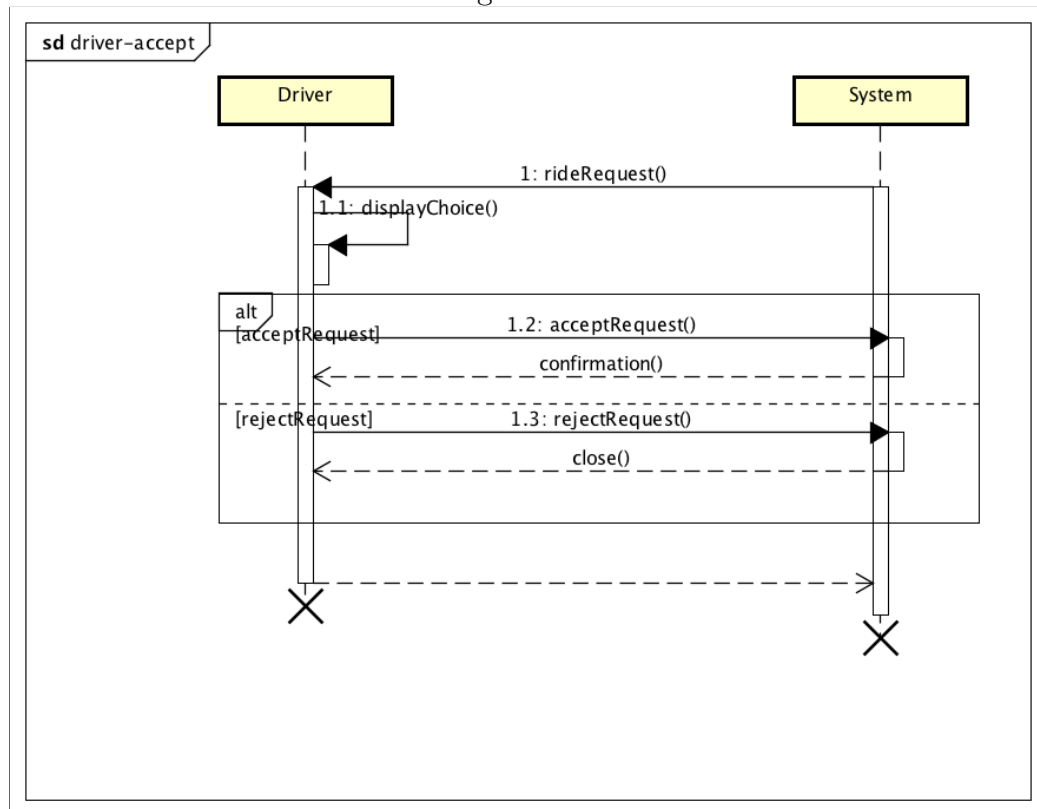 sd driver-accept
Driver
System
1: rideRequest()
1.1: displayChoice()
alt
[acceptRequest]
1.2: acceptRequest()
confirmation()
[rejectRequest]
1.3: rejectRequest()
close()